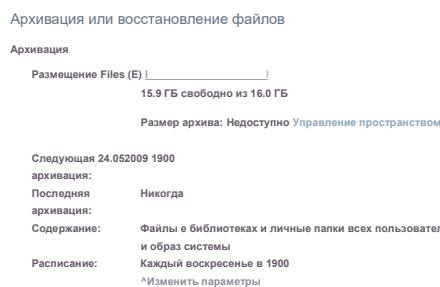 Архивация или восстановление файлов
Архивация
Размещение Files (E) I I
15.9 ГБ свободно из 16.0 ГБ
Размер архива: Недоступно Управление пространством
Следующая 24.052009 1900
архивация:
Последняя Никогда
архивация:
Содержание: Файлы е библиотеках и личные папки всех пользовател
и образ системы
Расписание: Каждый воскресенье в 1900
^Изменить параметры